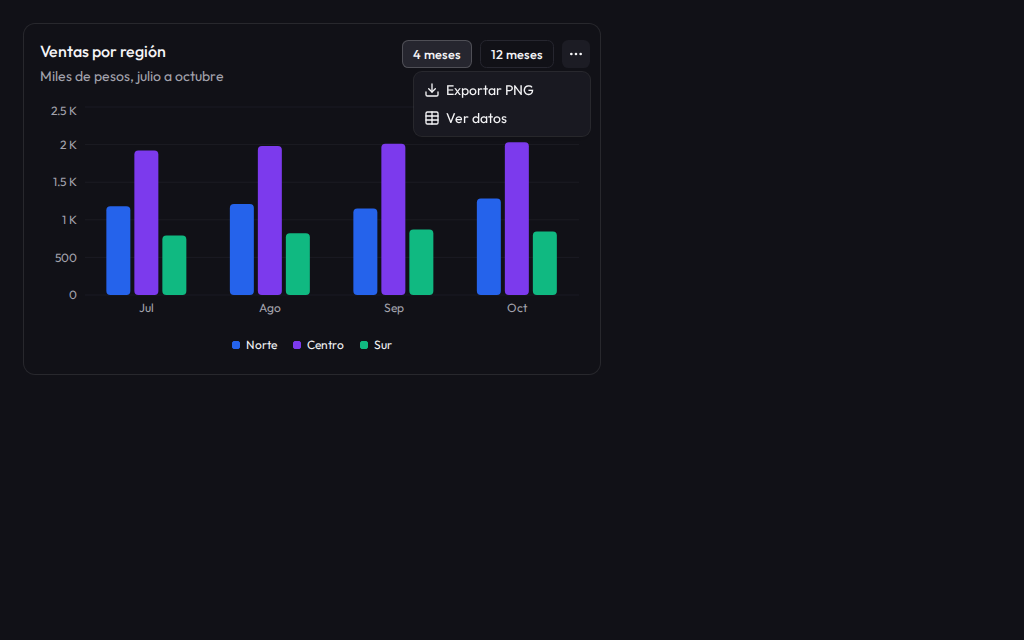 Ventas por región
Miles de pesos, julio a octubre
4 meses
12 meses
Exportar PNG
Ver datos
2.5 K
2 K
1.5 K
1 K
500
0
Jul
Ago
Sep
Oct
Norte
Centro
Sur